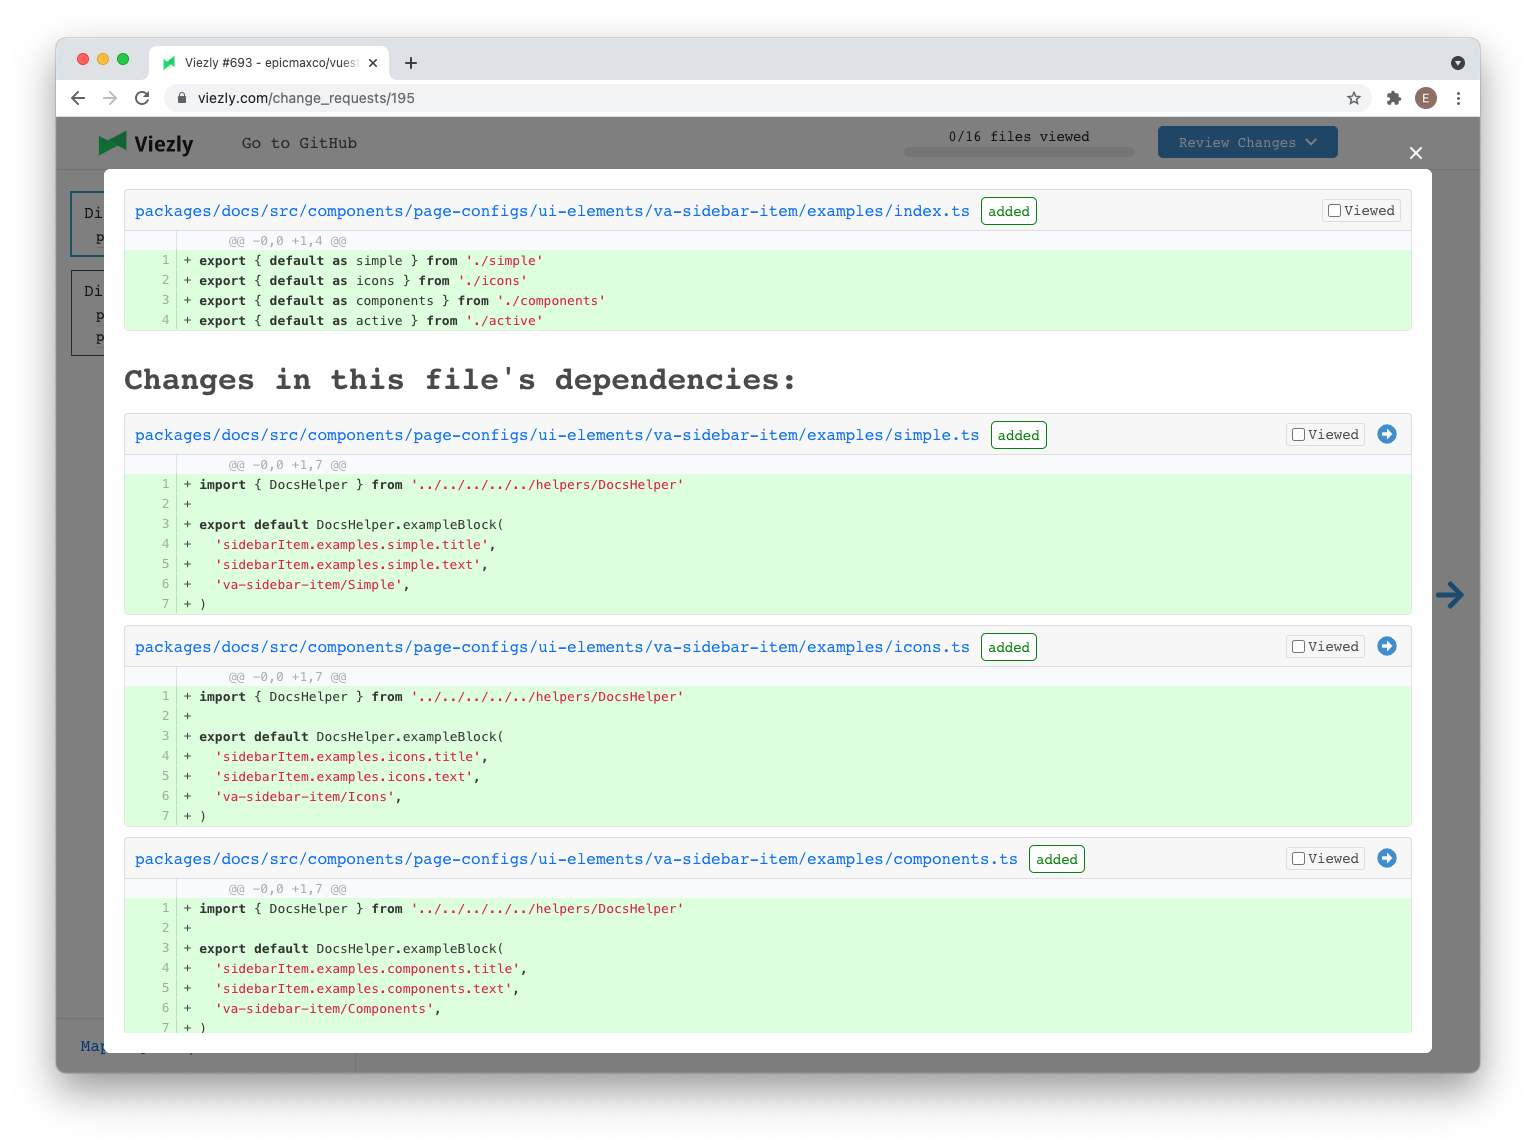 Viezly #693 - epicmaxco/vuest
viezly.com/change_requests/195
E
Viezly
Go to GitHub
0/16 files viewed
Review Changes
Di
p
Di
p
p
packages/docs/src/components/page-configs/ui-elements/va-sidebar-item/examples/index.ts added Viewed
@@ -0,0 +1,4 @@
1 + export { default as simple } from './simple'
2 + export { default as icons } from './icons'
3 + export { default as components } from './components'
4 + export { default as active } from './active'
Changes in this file's dependencies:
packages/docs/src/components/page-configs/ui-elements/va-sidebar-item/examples/simple.ts added Viewed
@@ -0,0 +1,7 @@
1 + import { DocsHelper } from '../../../../../helpers/DocsHelper'
2 +
3 + export default DocsHelper.exampleBlock(
4 +   'sidebarItem.examples.simple.title',
5 +   'sidebarItem.examples.simple.text',
6 +   'va-sidebar-item/Simple',
7 + )
packages/docs/src/components/page-configs/ui-elements/va-sidebar-item/examples/icons.ts added Viewed
@@ -0,0 +1,7 @@
1 + import { DocsHelper } from '../../../../../helpers/DocsHelper'
2 +
3 + export default DocsHelper.exampleBlock(
4 +   'sidebarItem.examples.icons.title',
5 +   'sidebarItem.examples.icons.text',
6 +   'va-sidebar-item/Icons',
7 + )
packages/docs/src/components/page-configs/ui-elements/va-sidebar-item/examples/components.ts added Viewed
@@ -0,0 +1,7 @@
1 + import { DocsHelper } from '../../../../../helpers/DocsHelper'
2 +
3 + export default DocsHelper.exampleBlock(
4 +   'sidebarItem.examples.components.title',
5 +   'sidebarItem.examples.components.text',
6 +   'va-sidebar-item/Components',
7 + )
Map